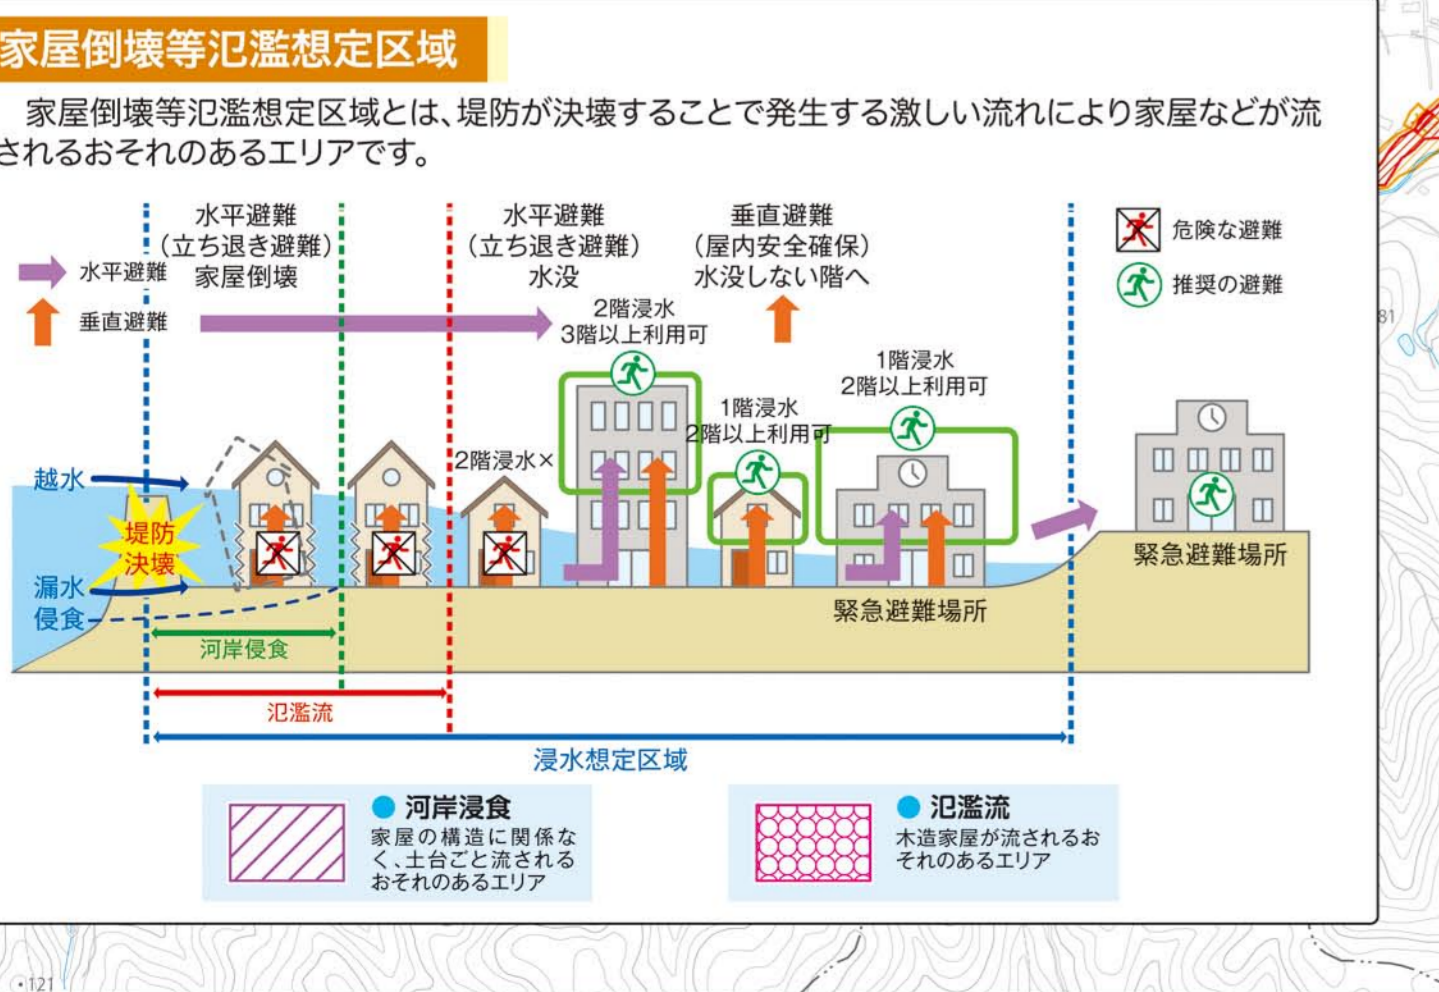 家屋倒壊等氾濫想定区域
家屋倒壊等氾濫想定区域とは、堤防が決壊することで発生する激しい流れにより家屋などが流
されるおそれのあるエリアです。
水平避難
（立ち退き避難）
家屋倒壊
水平避難
（立ち退き避難）
水没
垂直避難
（屋内安全確保）
水没しない階へ
危険な避難
推奨の避難
水平避難
垂直避難
2階浸水
3階以上利用可
1階浸水
2階以上利用可
1階浸水
2階以上利用可
2階浸水×
越水
堤防
決壊
漏水
侵食
緊急避難場所
緊急避難場所
河岸侵食
氾濫流
浸水想定区域
● 河岸浸食
家屋の構造に関係な
く、土台ごと流される
おそれのあるエリア
● 氾濫流
木造家屋が流されるお
それのあるエリア
81
•121